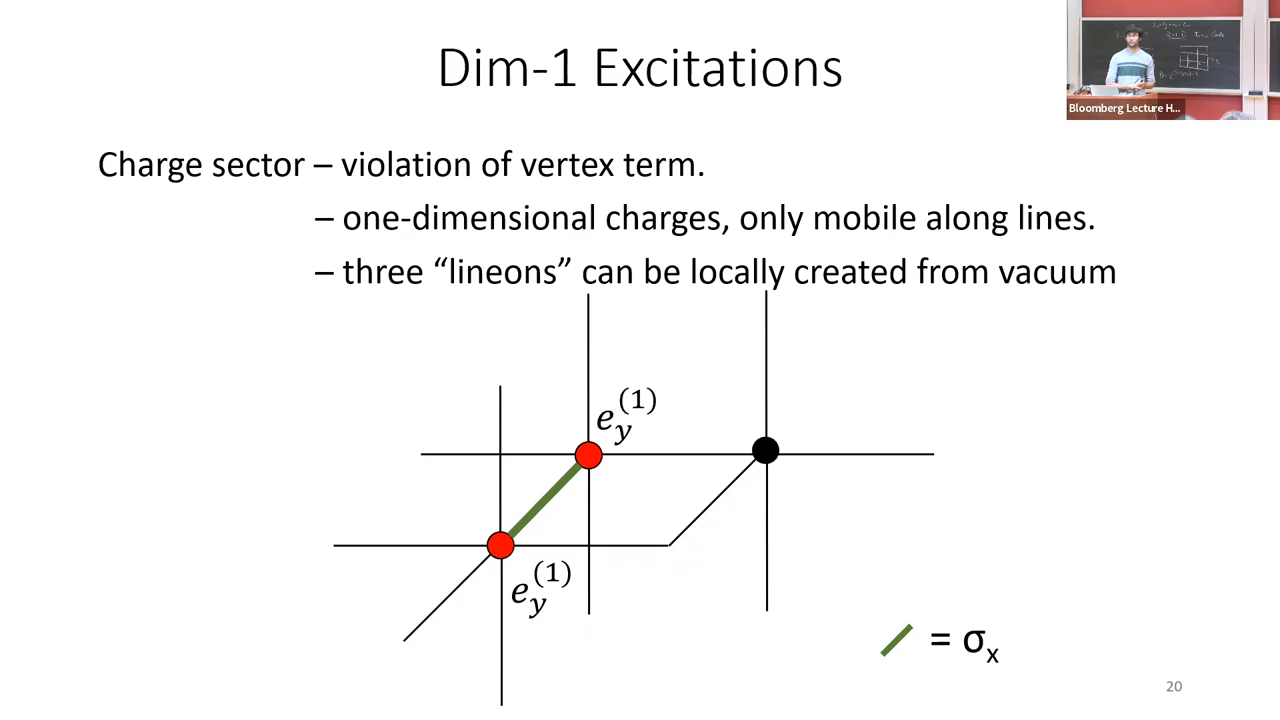 Dim-1 Excitations
Bloomberg Lecture H...
Charge sector – violation of vertex term.
– one-dimensional charges, only mobile along lines.
– three “lineons” can be locally created from vacuum
e_y^(1)
e_y^(1)
= σ_x
20